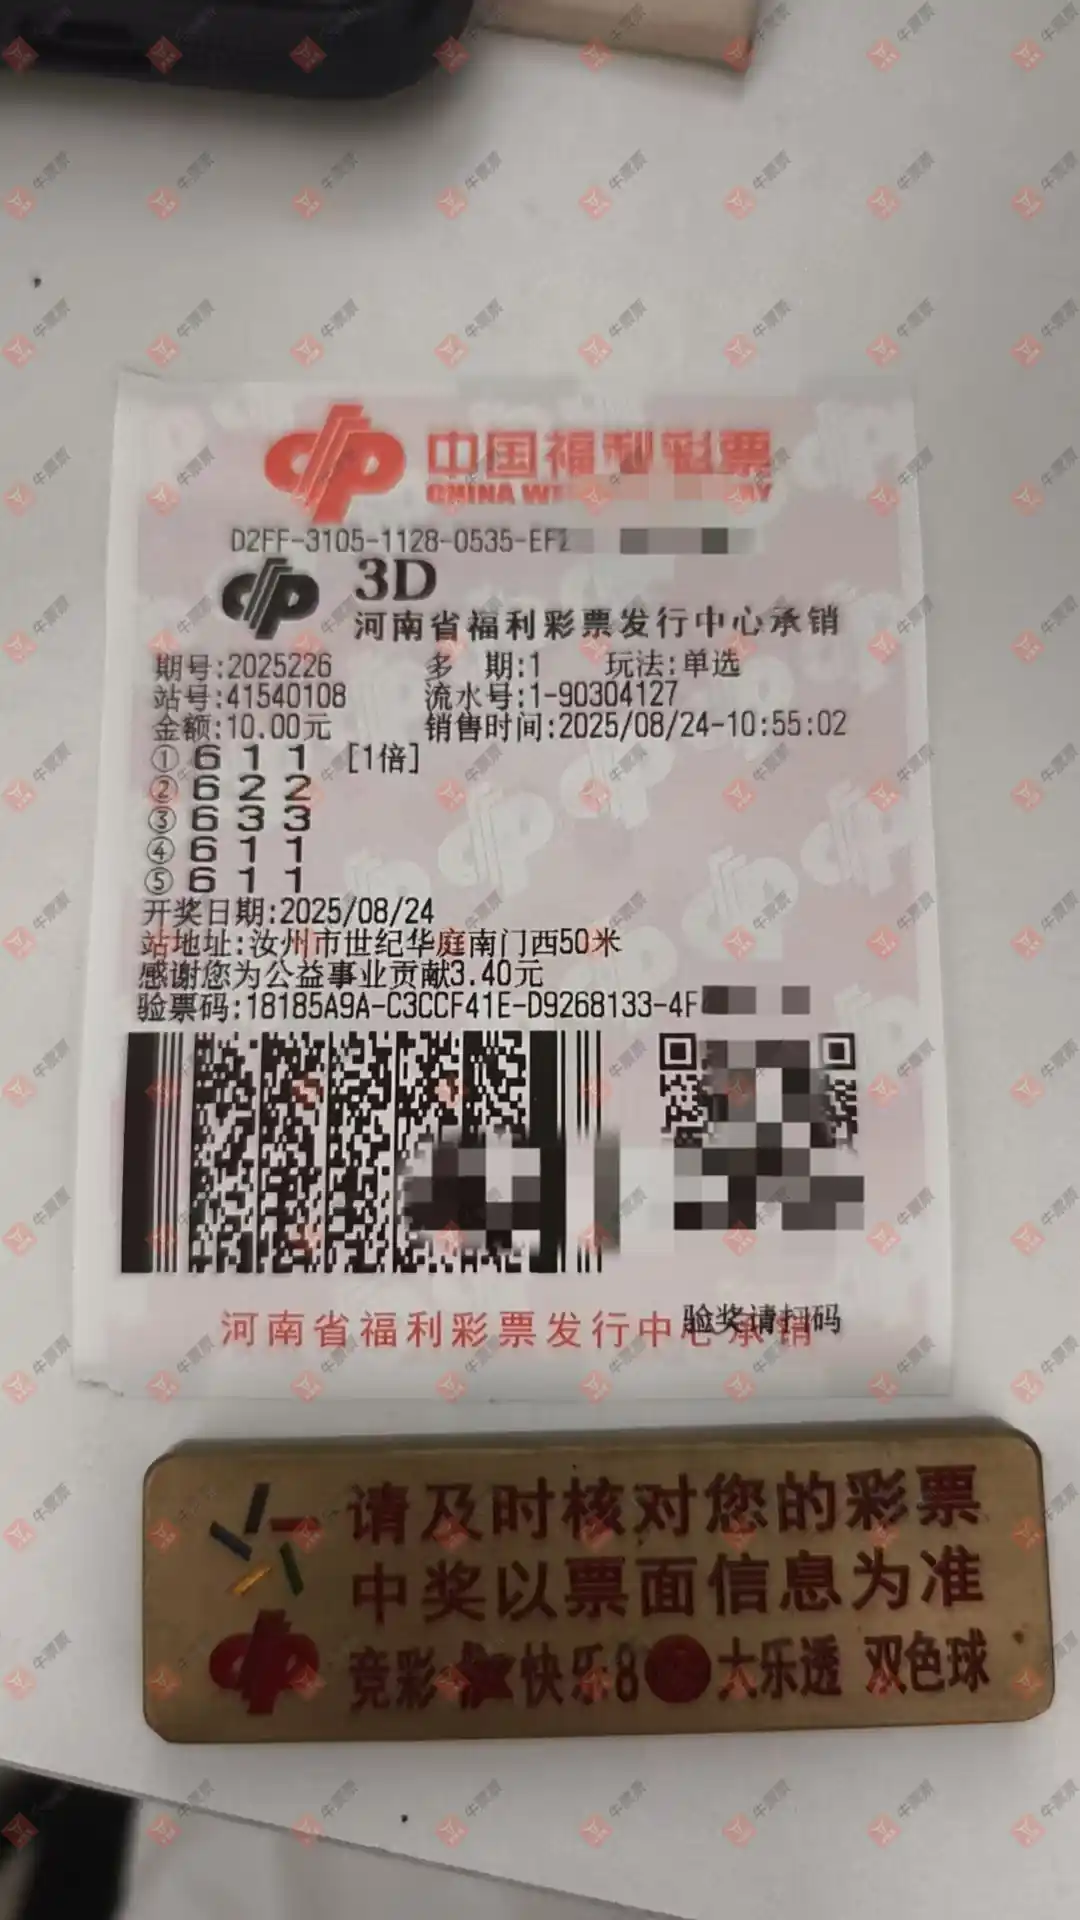 中国福利彩票
CHINA WE RY
D2FF-3105-1128-0535-EF
3D
河南省福利彩票发行中心承销
期号:2025226 多 期:1 玩法:单选
站号:41540108 流水号:1-90304127
金额:10.00元 销售时间:2025/08/24-10:55:02
① 6 1 1 [1倍]
② 6 2 2
③ 6 3 3
④ 6 1 1
⑤ 6 1 1
开奖日期:2025/08/24
站地址:汝州市世纪华庭南门西50米
感谢您为公益事业贡献3.40元
验票码:18185A9A-C3CCF41E-D9268133-4F
验奖请扫码
河南省福利彩票发行中心承销
请及时核对您的彩票
中奖以票面信息为准
竞彩 快乐8 大乐透 双色球
牛票票